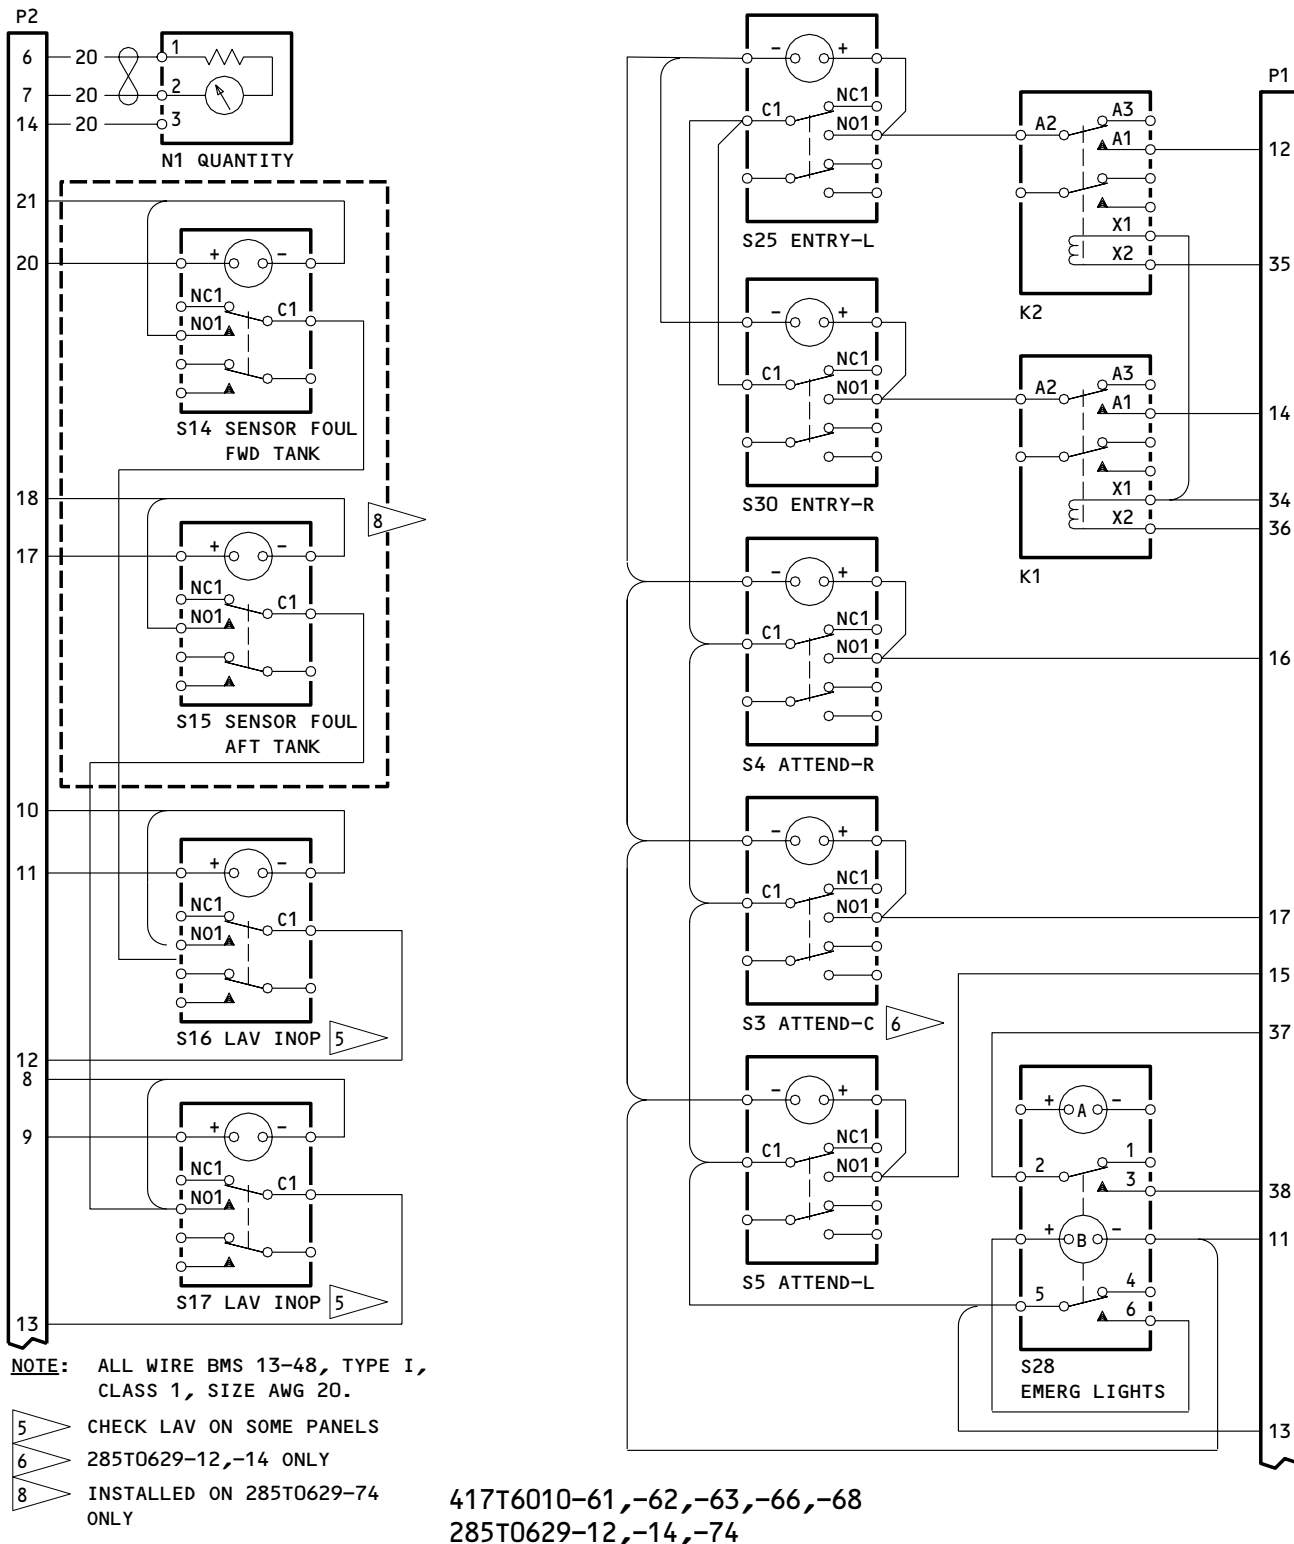 P2
6
20
1
7
20
2
14
20
3
N1 QUANTITY
21
20
+
-
NC1
C1
NO1
S14 SENSOR FOUL
FWD TANK
18
8
17
+
-
NC1
C1
NO1
S15 SENSOR FOUL
AFT TANK
10
11
+
-
NC1
C1
NO1
S16 LAV INOP
5
12
8
9
+
-
NC1
C1
NO1
S17 LAV INOP
5
13
-
+
NC1
C1
NO1
S25 ENTRY-L
-
+
NC1
C1
NO1
S30 ENTRY-R
-
+
NC1
C1
NO1
S4 ATTEND-R
-
+
NC1
C1
NO1
S3 ATTEND-C
6
-
+
NC1
C1
NO1
S5 ATTEND-L
P1
A3
A2
A1
12
X1
X2
35
K2
A3
A2
A1
14
X1
34
X2
36
K1
16
17
15
37
+
A
-
1
2
3
38
+
B
-
11
4
5
6
S28
EMERG LIGHTS
13
NOTE: ALL WIRE BMS 13-48, TYPE I,
CLASS 1, SIZE AWG 20.
5 CHECK LAV ON SOME PANELS
6 285T0629-12,-14 ONLY
8 INSTALLED ON 285T0629-74
ONLY
417T6010-61,-62,-63,-66,-68
285T0629-12,-14,-74